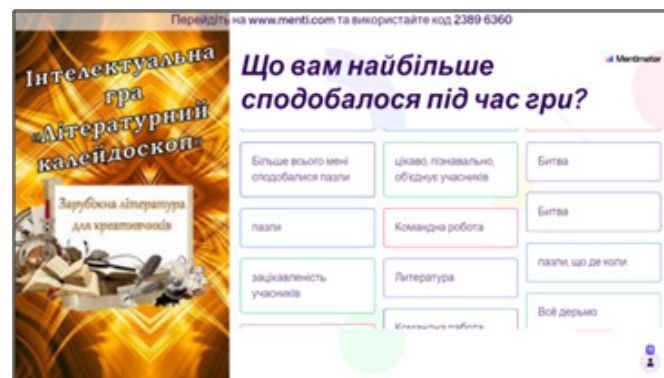 Перейдіть на www.menti.com та використайте код 2389 6360
Інтелектуальна
гра
«Літературний
калейдоскоп»
Зарубіжна література
для креативчиків
Що вам найбільше
сподобалося під час гри?
Mentimeter
Більше всього мені
сподобалися пазли
пазли
зацікавленість
учасників
цікаво, пізнавально,
об'єднує учасників
Командна робота
Литература
Командна работа
Битва
Битва
пазли, що де коли
Всё дерьмо